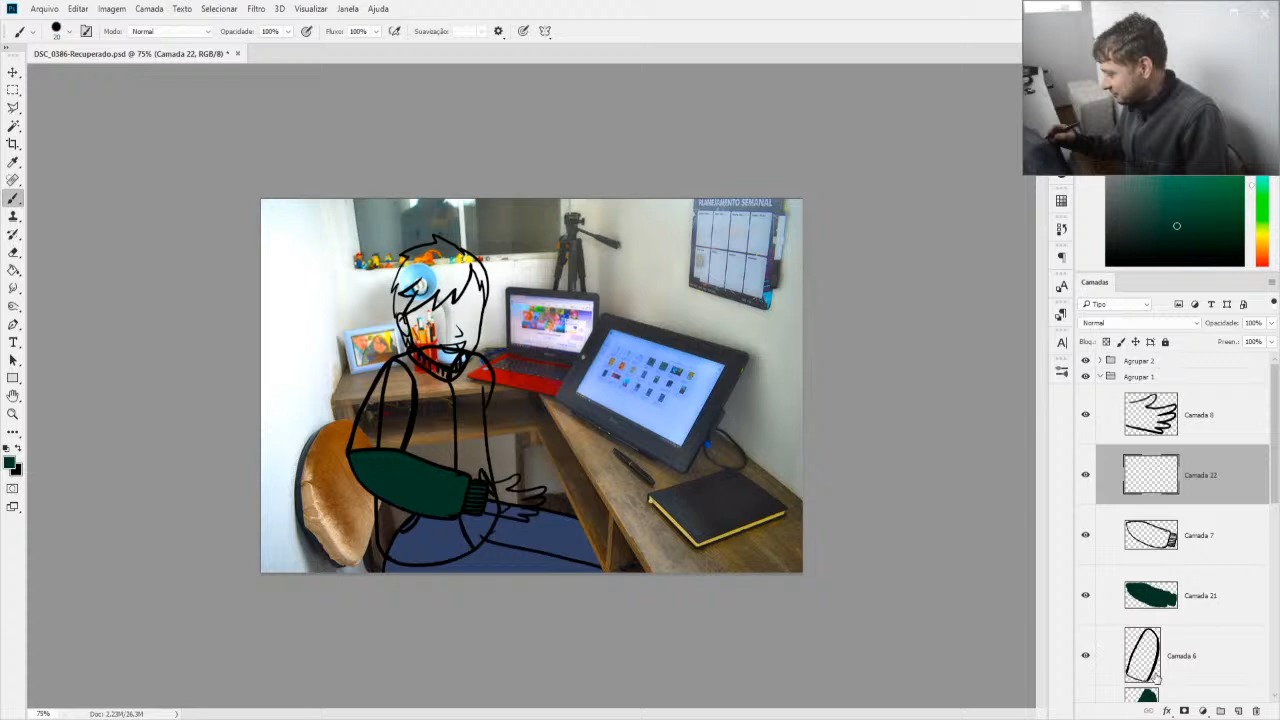 Arquivo Editar Imagem Camada Texto Selecionar Filtro 3D Visualizar Janela Ajuda
20 Modo: Normal Opacidade: 100% Fluxo: 100% Suavização:
DSC_0386-Recuperado.psd @ 75% (Camada 22, RGB/8) * ×
PLANEJAMENTO SEMANAL
Camadas
Tipo
Normal Opacidade: 100%
Bloq.: Preen.: 100%
Agrupar 2
Agrupar 1
Camada 8
Camada 22
Camada 7
Camada 21
Camada 6
75% Doc: 2,23M/26,3M